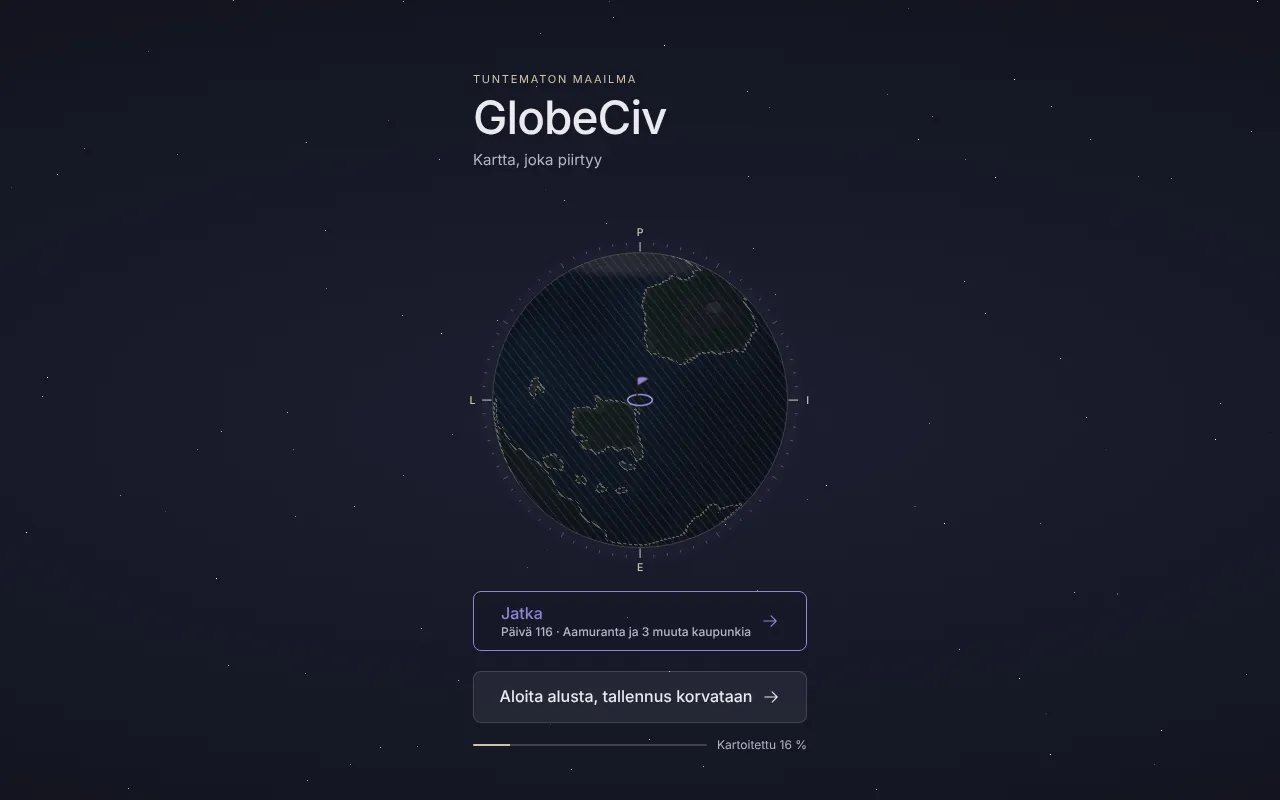 TUNTEMATON MAAILMA
GlobeCiv
Kartta, joka piirtyy
P
L
I
E
Jatka
Päivä 116 · Aamuranta ja 3 muuta kaupunkia
Aloita alusta, tallennus korvataan
Kartoitettu 16 %